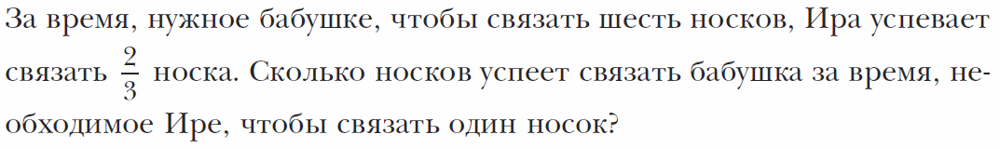 За время, нужное бабушке, чтобы связать шесть носков, Ира успевает
связать 2/3 носка. Сколько носков успеет связать бабушка за время, не-
обходимое Ире, чтобы связать один носок?